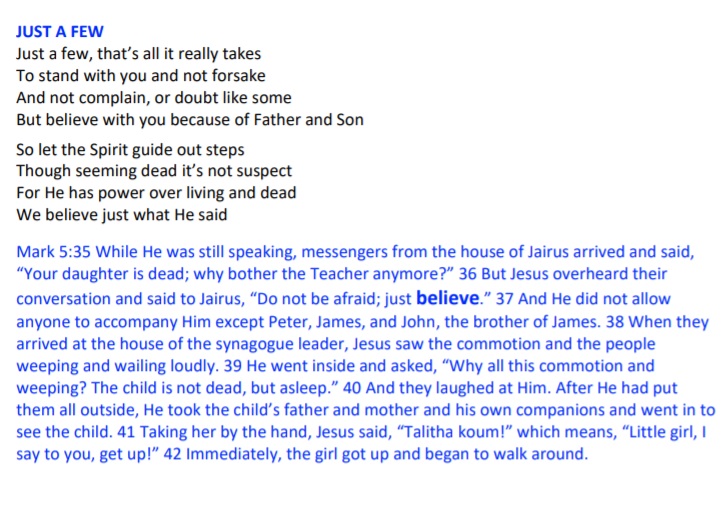 JUST A FEW
Just a few, that’s all it really takes
To stand with you and not forsake
And not complain, or doubt like some
But believe with you because of Father and Son
So let the Spirit guide out steps
Though seeming dead it’s not suspect
For He has power over living and dead
We believe just what He said
Mark 5:35 While He was still speaking, messengers from the house of Jairus arrived and said,
“Your daughter is dead; why bother the Teacher anymore?” 36 But Jesus overheard their
conversation and said to Jairus, “Do not be afraid; just believe.” 37 And He did not allow
anyone to accompany Him except Peter, James, and John, the brother of James. 38 When they
arrived at the house of the synagogue leader, Jesus saw the commotion and the people
weeping and wailing loudly. 39 He went inside and asked, “Why all this commotion and
weeping? The child is not dead, but asleep.” 40 And they laughed at Him. After He had put
them all outside, He took the child’s father and mother and his own companions and went in to
see the child. 41 Taking her by the hand, Jesus said, “Talitha koum!” which means, “Little girl, I
say to you, get up!” 42 Immediately, the girl got up and began to walk around.